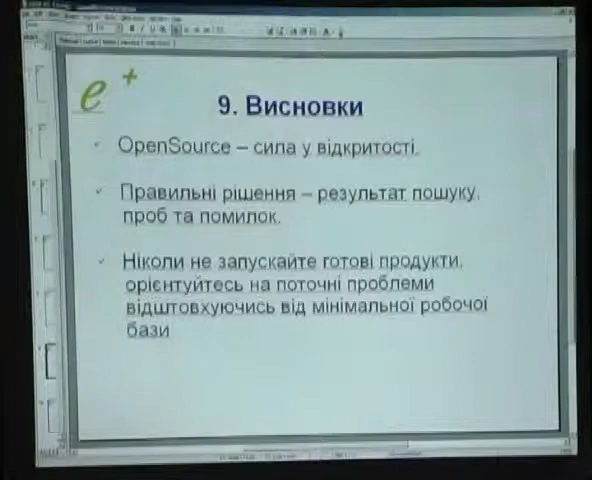 e+
9. Висновки
OpenSource – сила у відкритості.
Правильні рішення – результат пошуку,
проб та помилок.
Ніколи не запускайте готові продукти,
орієнтуйтесь на поточні проблеми
відштовхуючись від мінімальної робочої
бази